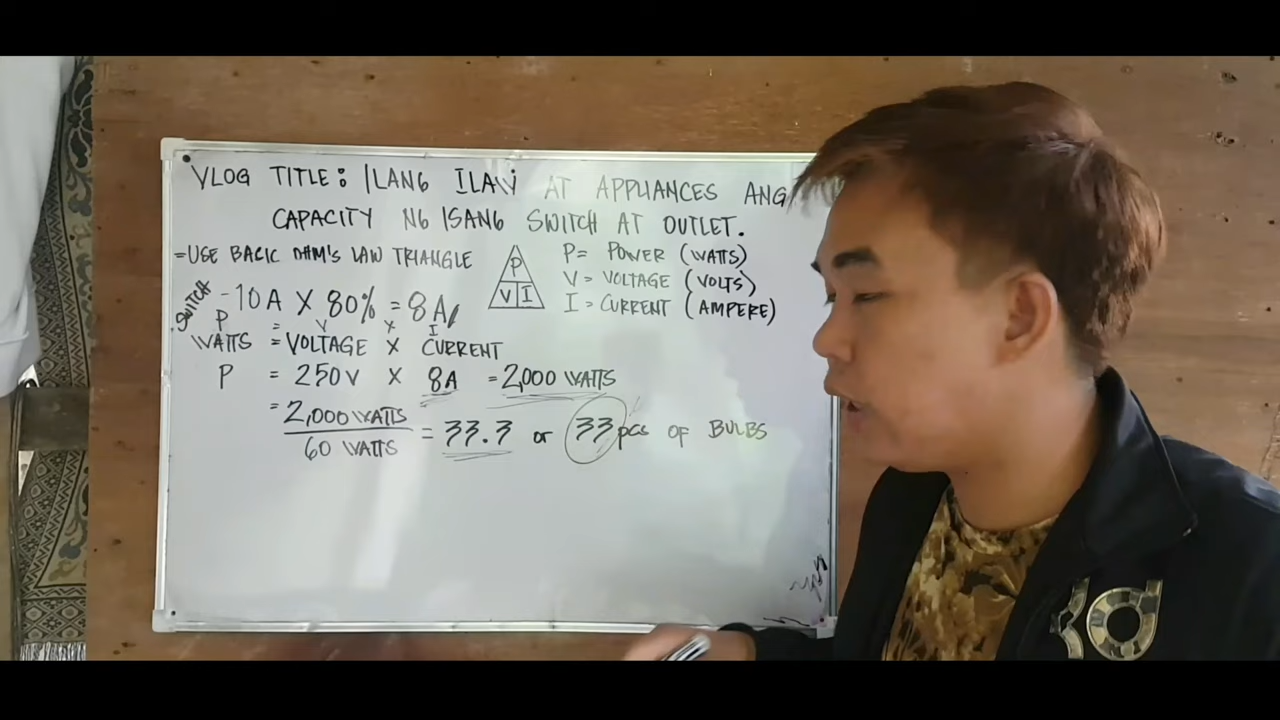 VLOG TITLE: ILANG ILAW AT APPLIANCES ANG
CAPACITY NG ISANG SWITCH AT OUTLET.
= USE BASIC OHM'S LAW TRIANGLE
P
V I
P = POWER (WATTS)
V = VOLTAGE (VOLTS)
I = CURRENT (AMPERE)
SWITCH
- 10 A X 80% = 8 A
P = V X I
WATTS = VOLTAGE X CURRENT
P = 250V X 8A = 2,000 WATTS
= 2,000 WATTS
60 WATTS
= 33.3 or 33 pcs OF BULBS